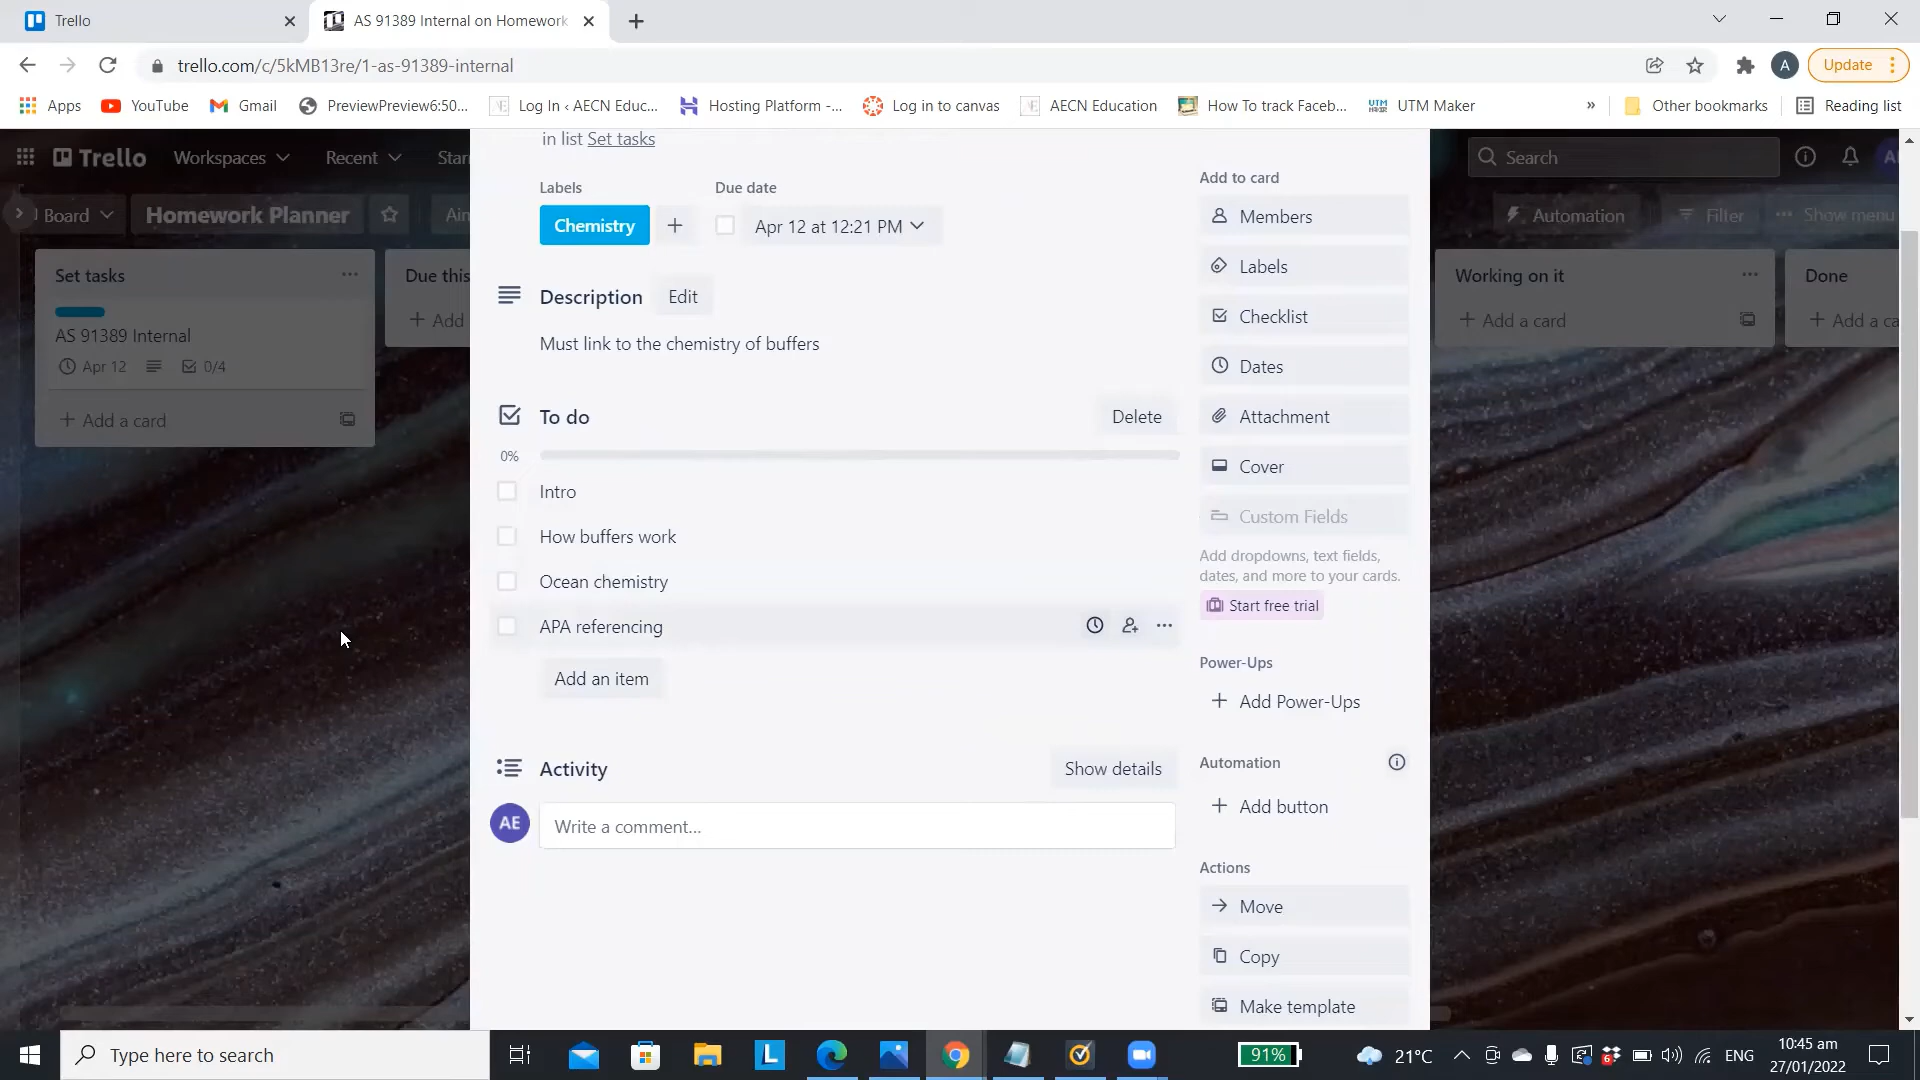 Trello
AS 91389 Internal on Homework
trello.com/c/5kMB13re/1-as-91389-internal
A
Update
Apps
YouTube
Gmail
PreviewPreview6:50...
Log In ‹ AECN Educ...
Hosting Platform -...
Log in to canvas
AECN Education
How To track Faceb...
UTM Maker
»
Other bookmarks
Reading list
Trello
Workspaces
Recent
Starr
Search
Board
Homework Planner
Automation
Filter
Show menu
in list Set tasks
Labels
Due date
Chemistry
Apr 12 at 12:21 PM
Description
Edit
Must link to the chemistry of buffers
To do
Delete
0%
Intro
How buffers work
Ocean chemistry
APA referencing
Add an item
Activity
Show details
AE
Write a comment...
Add to card
Members
Labels
Checklist
Dates
Attachment
Cover
Custom Fields
Add dropdowns, text fields,
dates, and more to your cards.
Start free trial
Power-Ups
Add Power-Ups
Automation
Add button
Actions
Move
Copy
Make template
Set tasks
AS 91389 Internal
Apr 12
0/4
Add a card
Due this
Add
Working on it
Add a card
Done
Add a ca
Type here to search
91%
21°C
ENG
10:45 am
27/01/2022